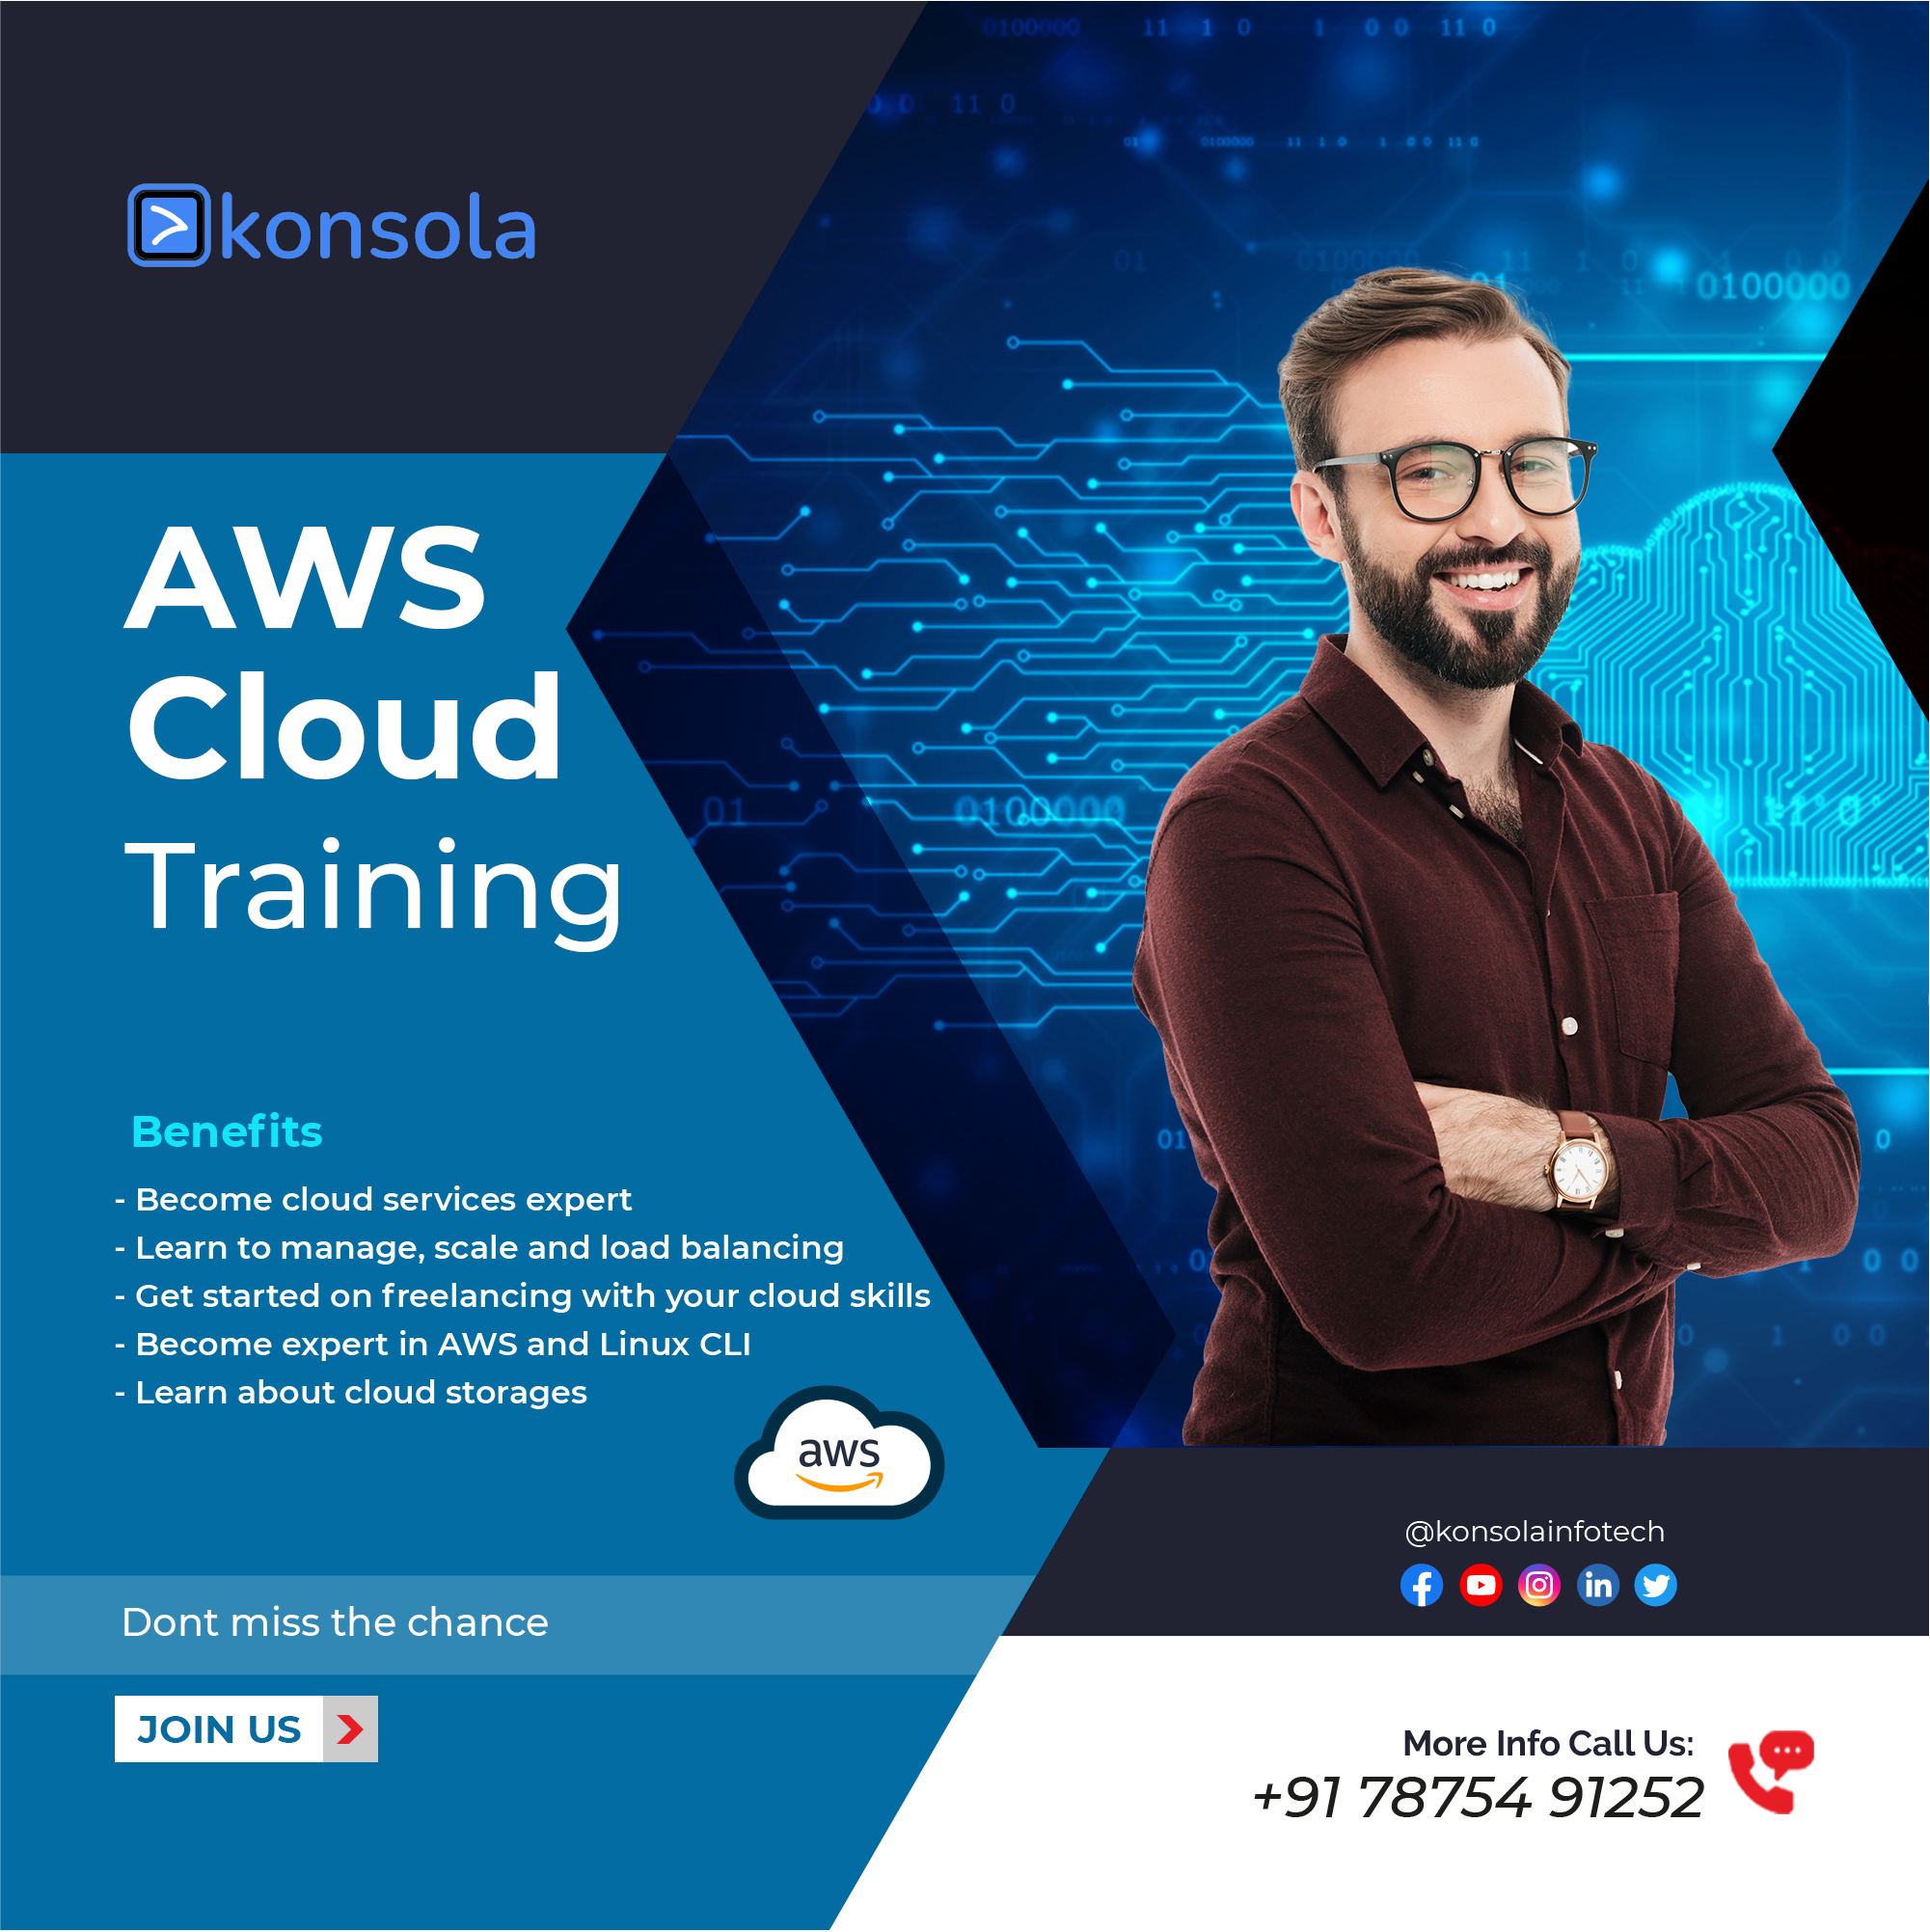 konsola
AWS
Cloud
Training
Benefits
- Become cloud services expert
- Learn to manage, scale and load balancing
- Get started on freelancing with your cloud skills
- Become expert in AWS and Linux CLI
- Learn about cloud storages
aws
Dont miss the chance
JOIN US
@konsolainfotech
in
More Info Call Us:
+91 78754 91252